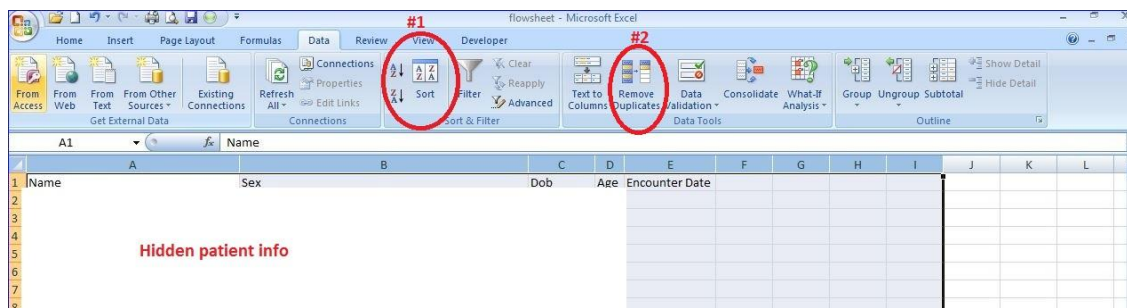 #1
flowsheet - Microsoft Excel
Home Insert Page Layout Formulas Data Review View Developer
#2
From Access
From Web
From Text
From Other Sources
Existing Connections
Get External Data
Refresh All
Connections
Properties
Edit Links
Connections
A Z
Z A
Sort
Filter
Clear
Reapply
Advanced
Sort & Filter
Text to Columns
Remove Duplicates
Data Validation
Consolidate
What-If Analysis
Data Tools
Group
Ungroup
Subtotal
Show Detail
Hide Detail
Outline
A1 fx Name
A B C D E F G H I J K L
1 Name Sex Dob Age Encounter Date
2
3
4
Hidden patient info
5
6
7
8